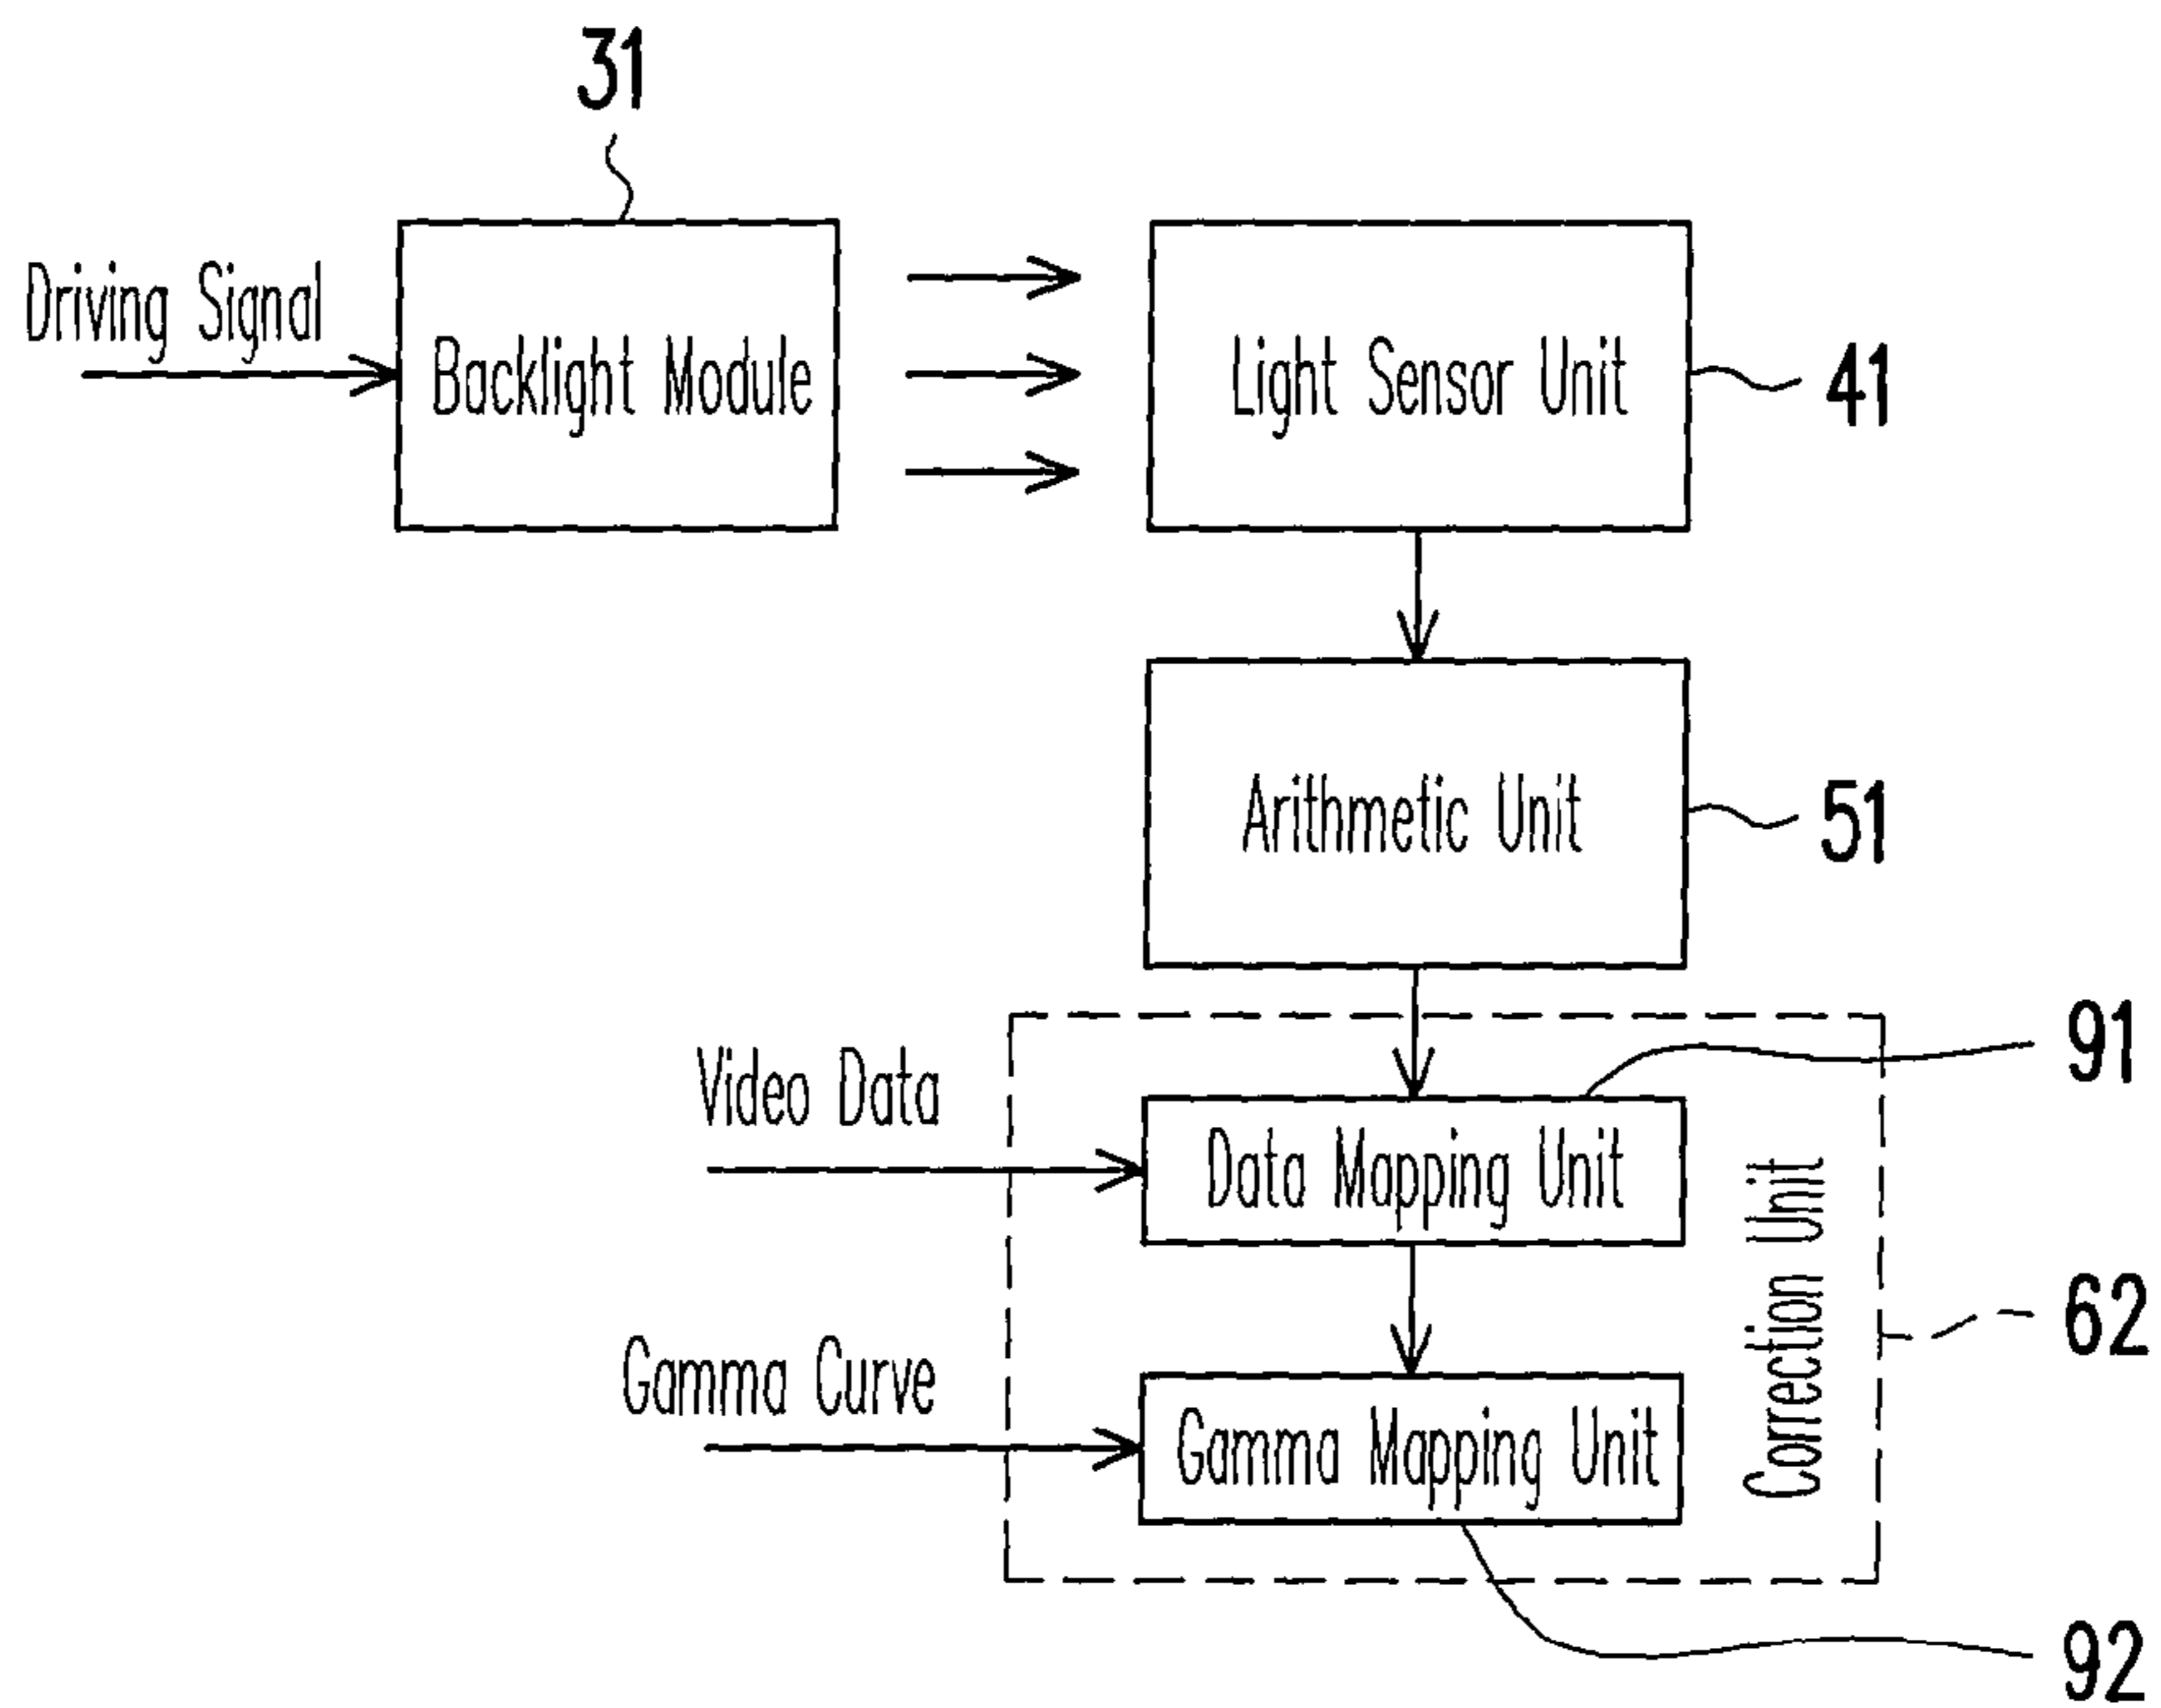 31
Driving Signal
Backlight Module
Light Sensor Unit
41
Arithmetic Unit
51
91
Video Data
Data Mapping Unit
Correction Unit
62
Gamma Curve
Gamma Mapping Unit
92